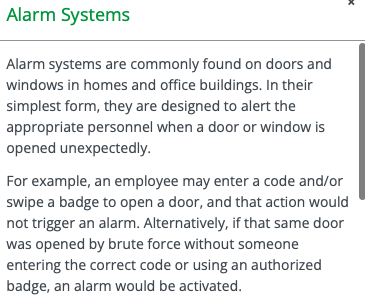 Alarm Systems
Alarm systems are commonly found on doors and
windows in homes and office buildings. In their
simplest form, they are designed to alert the
appropriate personnel when a door or window is
opened unexpectedly.
For example, an employee may enter a code and/or
swipe a badge to open a door, and that action would
not trigger an alarm. Alternatively, if that same door
was opened by brute force without someone
entering the correct code or using an authorized
badge, an alarm would be activated.